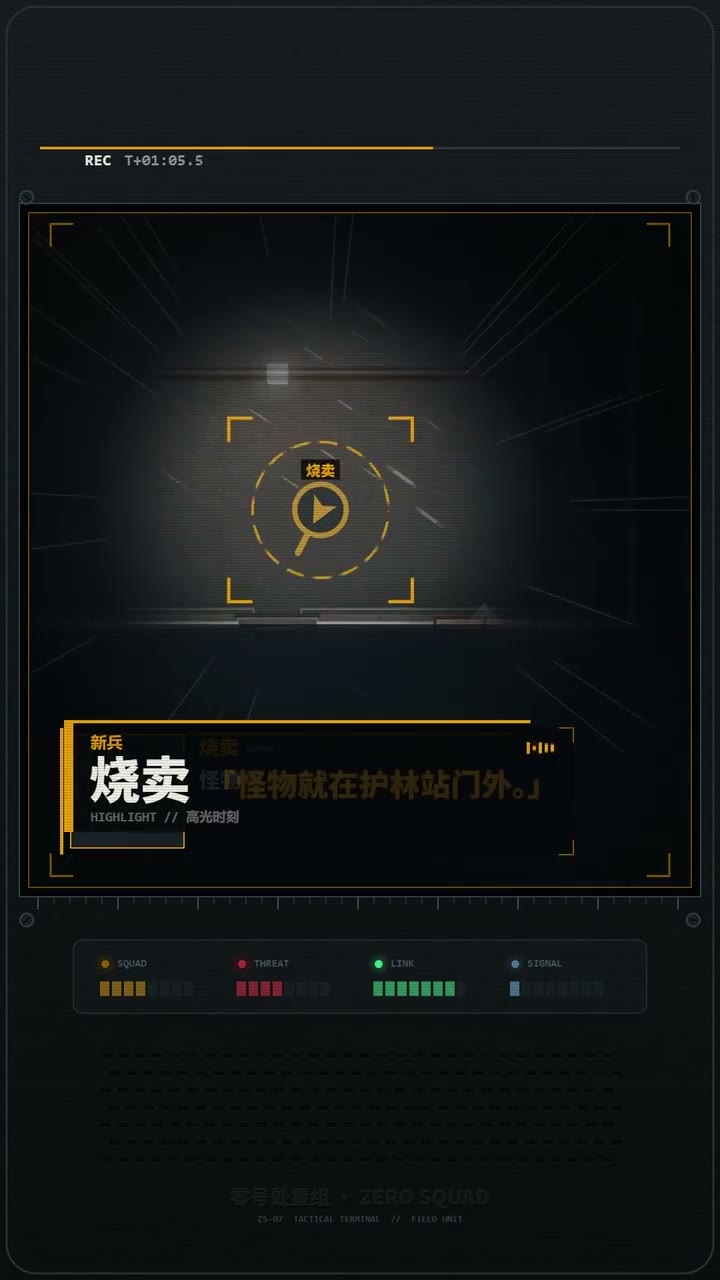 REC T+01:05.5
烧卖
新兵
烧卖
HIGHLIGHT // 高光时刻
烧卖
怪物
怪物就在护林站门外。」
SQUAD
THREAT
LINK
SIGNAL
零号处置组 · ZERO SQUAD
ZS-07 TACTICAL TERMINAL // FIELD UNIT